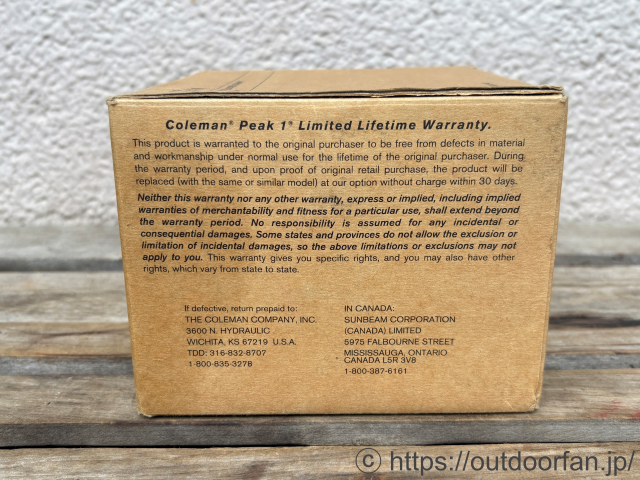 Coleman® Peak 1® Limited Lifetime Warranty.
This product is warranted to the original purchaser to be free from defects in material
and workmanship under normal use for the lifetime of the original purchaser. During
the warranty period, and upon proof of original retail purchase, the product will be
replaced (with the same or similar model) at our option without charge within 30 days.
Neither this warranty nor any other warranty, express or implied, including implied
warranties of merchantability and fitness for a particular use, shall extend beyond
the warranty period. No responsibility is assumed for any incidental or
consequential damages. Some states and provinces do not allow the exclusion or
limitation of incidental damages, so the above limitations or exclusions may not
apply to you. This warranty gives you specific rights, and you may also have other
rights, which vary from state to state.
If defective, return prepaid to:
THE COLEMAN COMPANY, INC.
3600 N. HYDRAULIC
WICHITA, KS 67219 U.S.A.
TDD: 316-832-8707
1-800-835-3278
IN CANADA:
SUNBEAM CORPORATION
(CANADA) LIMITED
5975 FALBOURNE STREET
MISSISSAUGA, ONTARIO
CANADA L5R 3V8
1-800-387-6161
© https://outdoorfan.jp/